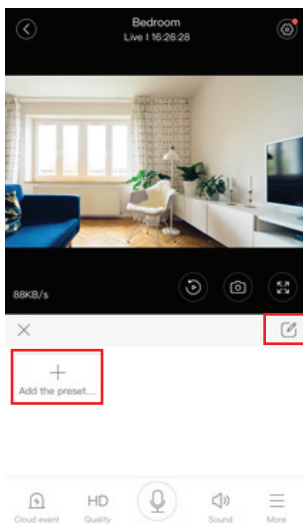 Bedroom
Live I 16:26:28
88KB/s
Add the preset...
HD
Cloud event Quality Sound More